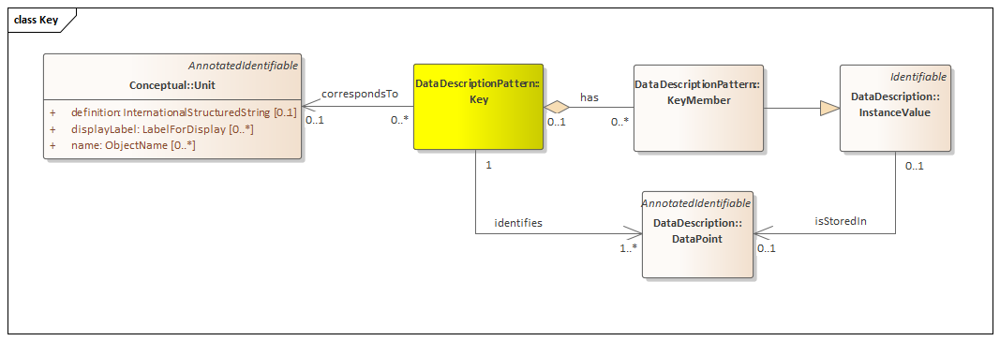 class Key
AnnotatedIdentifiable
Conceptual::Unit
+ definition: InternationalStructuredString [0..1]
+ displayLabel: LabelForDisplay [0..*]
+ name: ObjectName [0..*]
correspondsTo
0..1
0..*
DataDescriptionPattern::
Key
has
0..1
0..*
DataDescriptionPattern::
KeyMember
Identifiable
DataDescription::
InstanceValue
1
0..1
identifies
1..*
AnnotatedIdentifiable
DataDescription::
DataPoint
isStoredIn
0..1